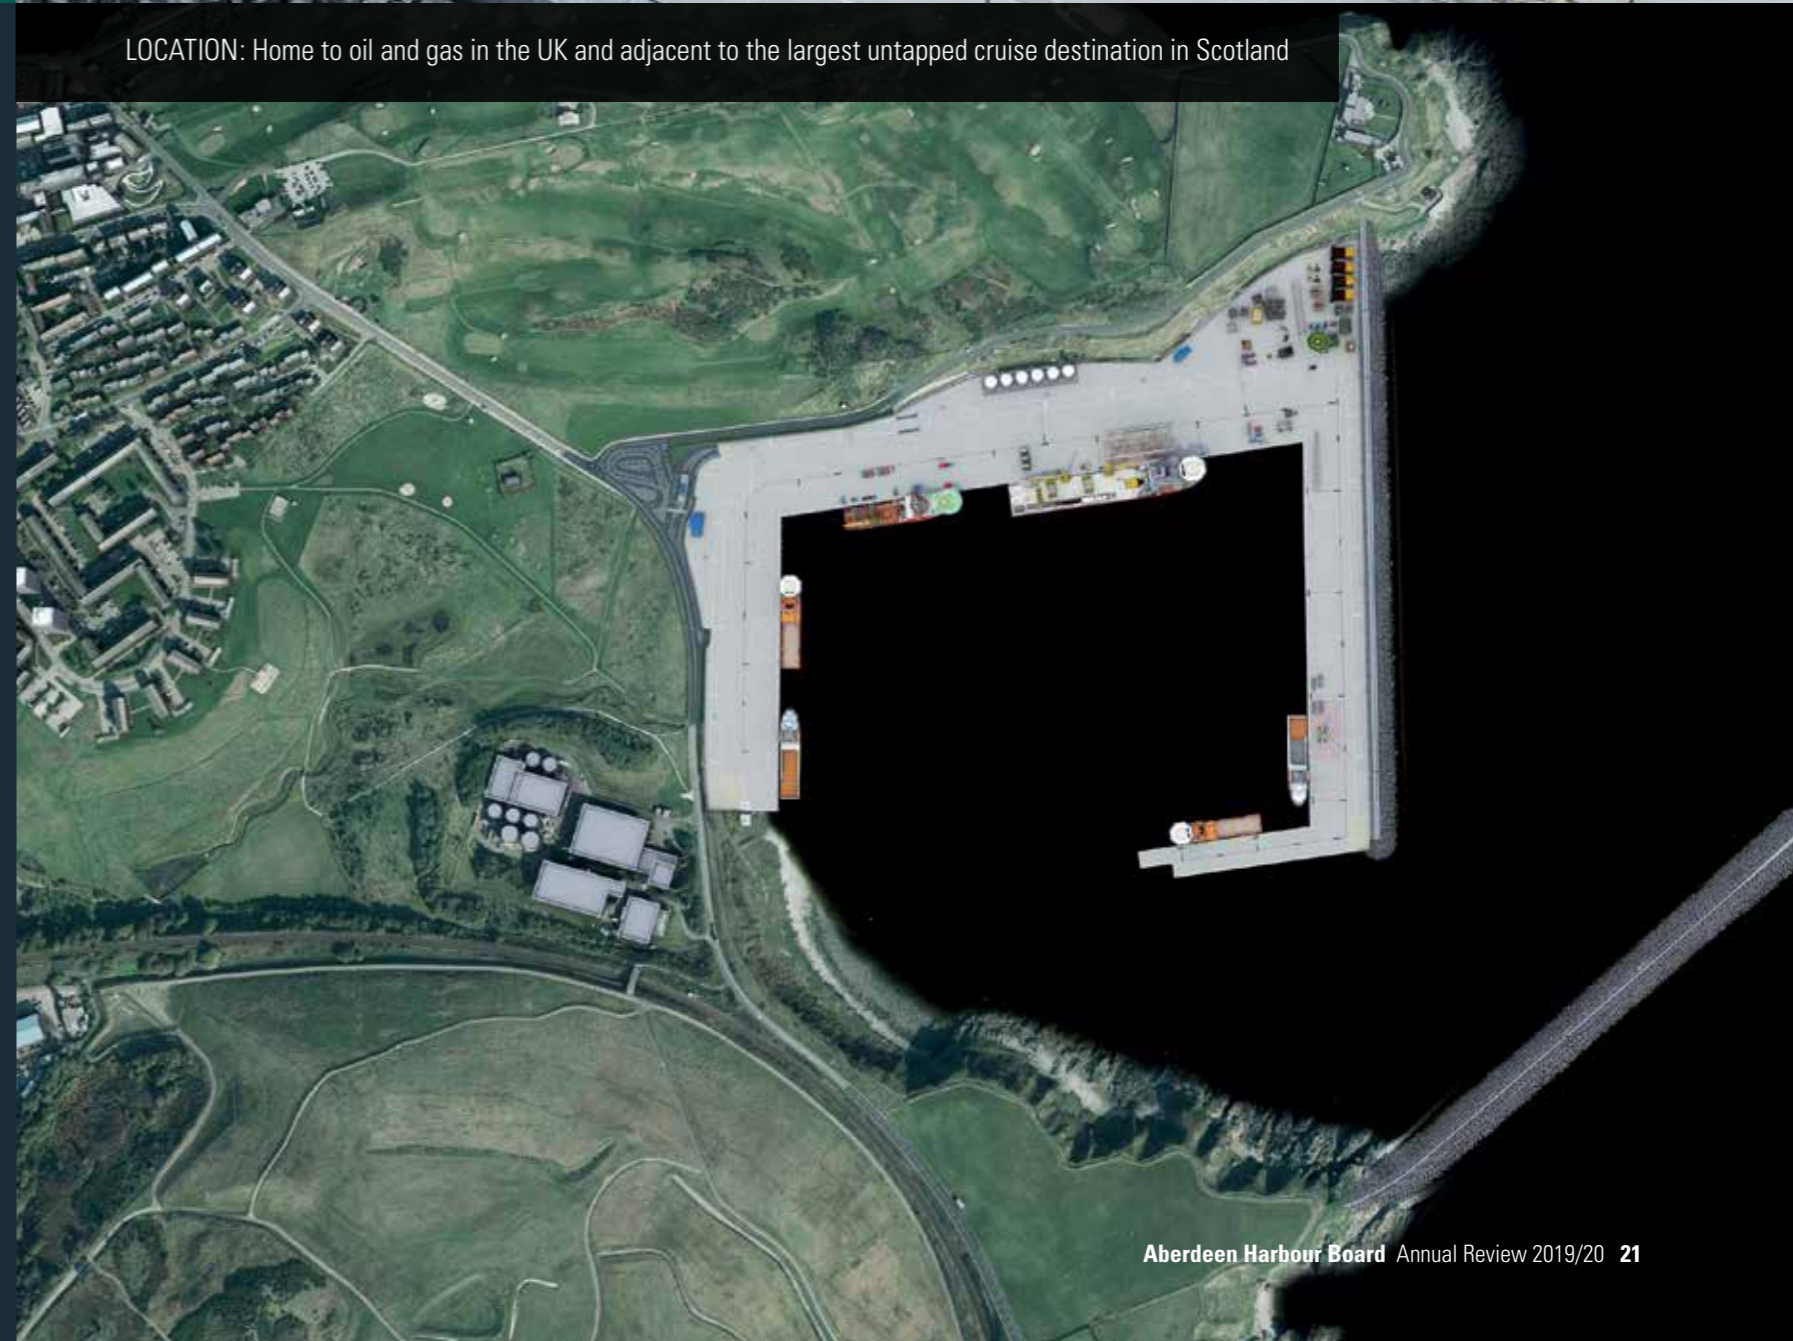 LOCATION: Home to oil and gas in the UK and adjacent to the largest untapped cruise destination in Scotland
Aberdeen Harbour Board Annual Review 2019/20 21